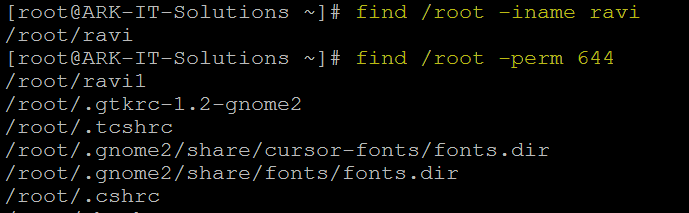 [root@ARK-IT-Solutions ~]# find /root -iname ravi
/root/ravi
[root@ARK-IT-Solutions ~]# find /root -perm 644
/root/ravi1
/root/.gtkrc-1.2-gnome2
/root/.tcshrc
/root/.gnome2/share/cursor-fonts/fonts.dir
/root/.gnome2/share/fonts/fonts.dir
/root/.cshrc